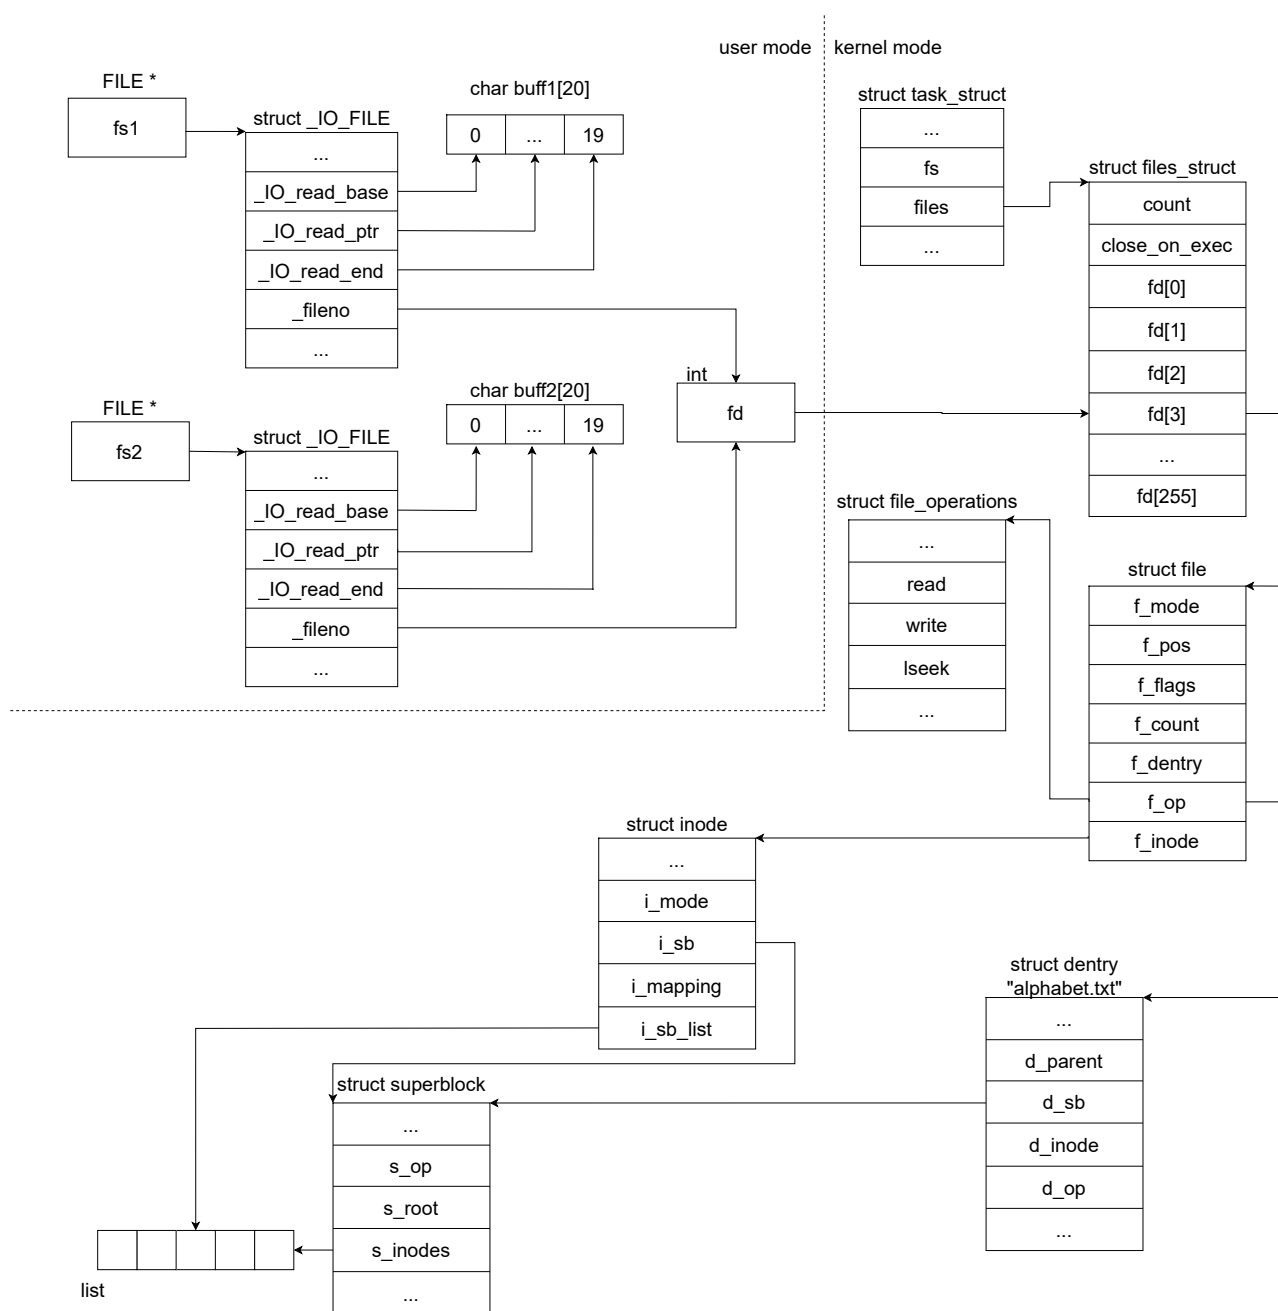 user mode
kernel mode
FILE *
fs1
struct _IO_FILE
...
_IO_read_base
_IO_read_ptr
_IO_read_end
_fileno
...
char buff1[20]
0
...
19
FILE *
fs2
struct _IO_FILE
...
_IO_read_base
_IO_read_ptr
_IO_read_end
_fileno
...
char buff2[20]
0
...
19
int
fd
struct task_struct
...
fs
files
...
struct files_struct
count
close_on_exec
fd[0]
fd[1]
fd[2]
fd[3]
...
fd[255]
struct file_operations
...
read
write
lseek
...
struct file
f_mode
f_pos
f_flags
f_count
f_dentry
f_op
f_inode
struct inode
...
i_mode
i_sb
i_mapping
i_sb_list
struct dentry
"alphabet.txt"
...
d_parent
d_sb
d_inode
d_op
...
struct superblock
...
s_op
s_root
s_inodes
...
list